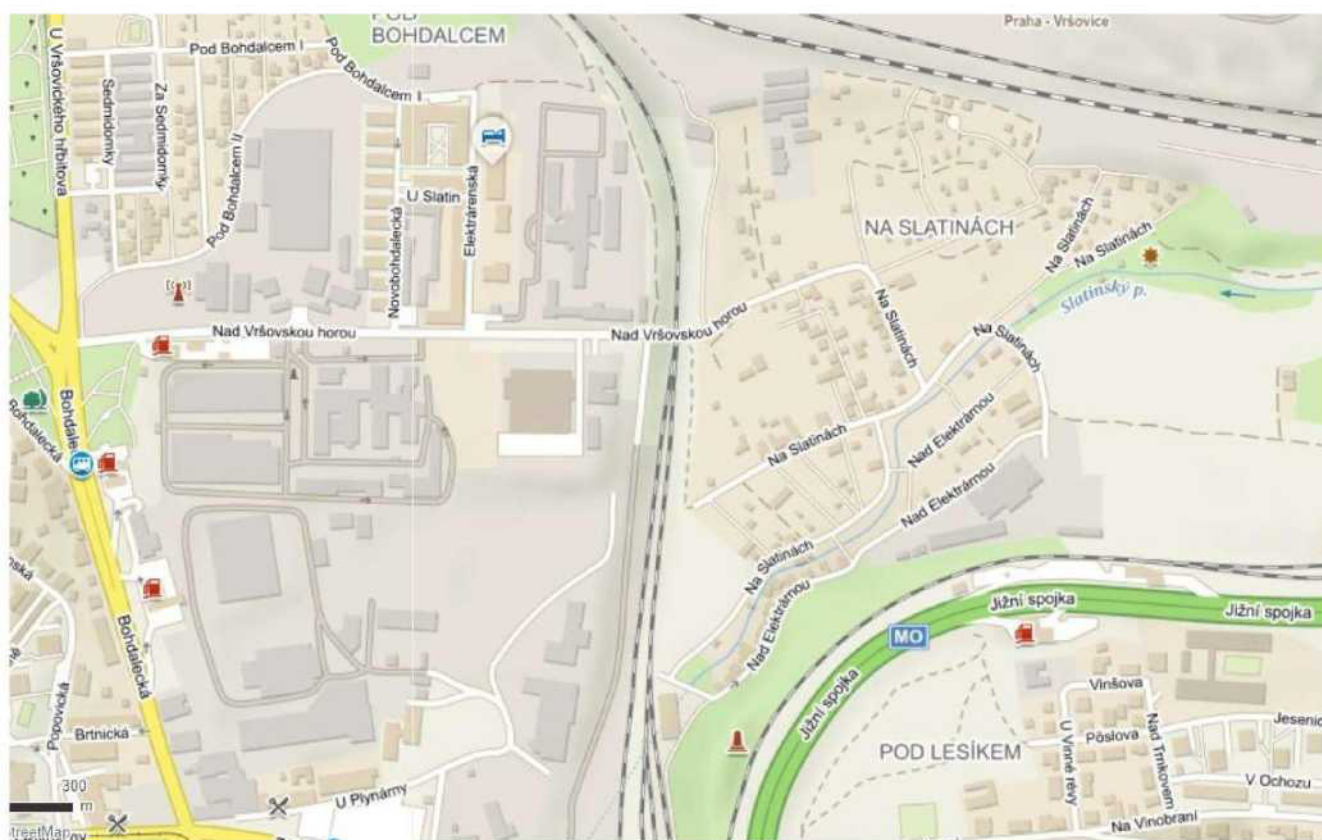 POD
BOHDALCEM
Praha - Vršovice
U Vršovického hřbitova
Pod Bohdalcem I
Pod Bohdalcem I
Sedmidomky
Za Sedmidomky
Pod Bohdalcem II
U Slatin
Elektrárenská
Novobohdalecká
NA SLATINÁCH
Na Slatinách
Na Slatinách
Slatinský p.
Nad Vršovskou horou
Nad Vršovskou horou
Na Slatinách
Na Slatinách
Bohdalecká
Na Slatinách
Nad Elektrárnou
Nad Elektrárnou
Na Slatinách
Nad Elektrárnou
Jižní spojka
Jižní spojka
MO
Jižní spojka
Bohdalecká
Popovická
Brtnická
Vinšova
Pöslova
U Vinné révy
Nad Trnkovem
POD LESÍKEM
V Ochozu
Na Vinobraní
U Plynárny
300
m